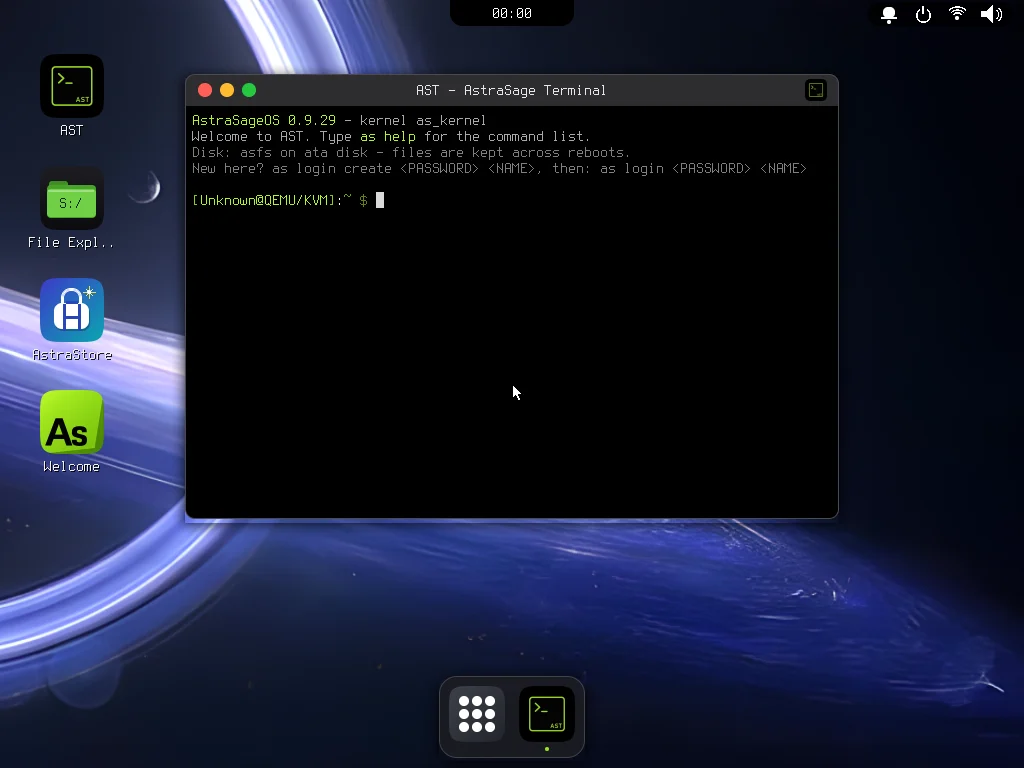 00:00
AST
AST
File Expl..
S:/
AstraStore
As
Welcome
AST - AstraSage Terminal
AstraSageOS 0.9.29 - kernel as_kernel
Welcome to AST. Type as help for the command list.
Disk: asfs on ata disk - files are kept across reboots.
New here? as login create <PASSWORD> <NAME>, then: as login <PASSWORD> <NAME>
[Unknown@QEMU/KVM]:~ $
AST